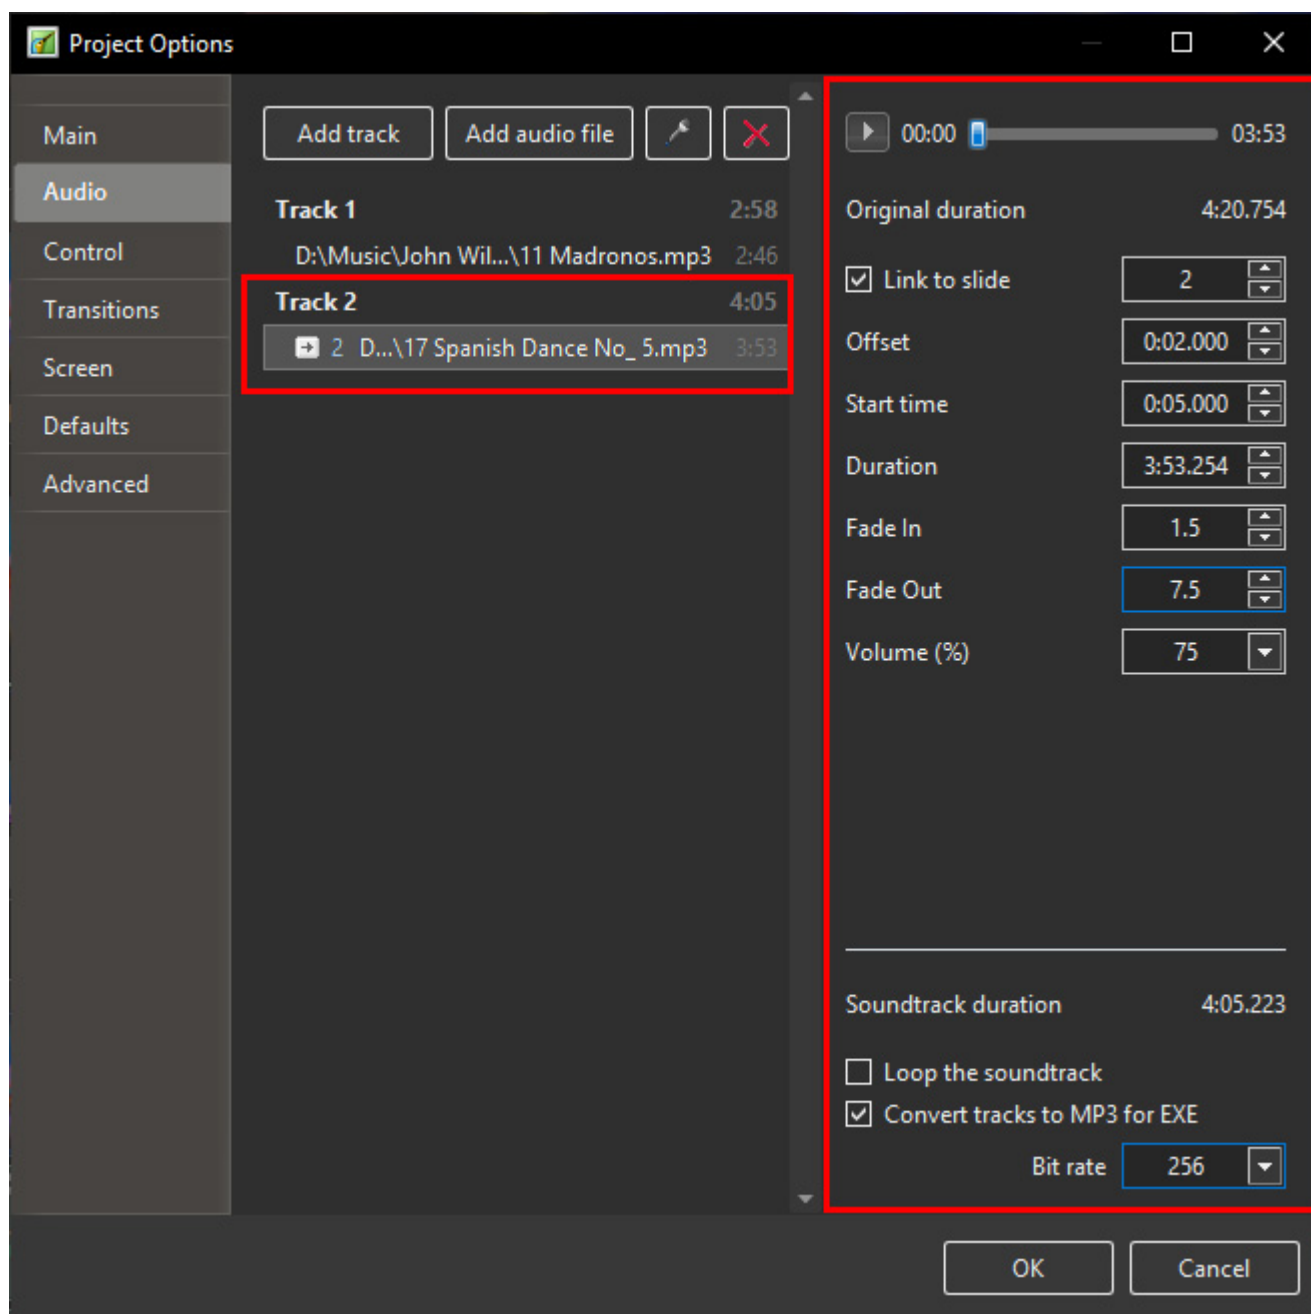 Project Options
Main
Audio
Control
Transitions
Screen
Defaults
Advanced
Add track Add audio file
Track 1 2:58
D:\Music\John Wil...\11 Madronos.mp3 2:46
Track 2 4:05
2 D...\17 Spanish Dance No_ 5.mp3 3:53
00:00 03:53
Original duration 4:20.754
Link to slide 2
Offset 0:02.000
Start time 0:05.000
Duration 3:53.254
Fade In 1.5
Fade Out 7.5
Volume (%) 75
Soundtrack duration 4:05.223
Loop the soundtrack
Convert tracks to MP3 for EXE
Bit rate 256
OK Cancel